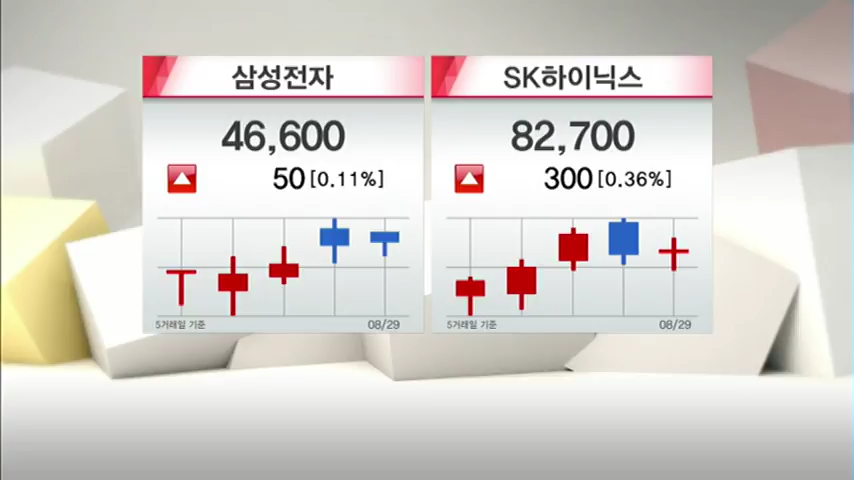 삼성전자
46,600
50 [0.11%]
5거래일 기준
08/29
SK하이닉스
82,700
300 [0.36%]
5거래일 기준
08/29